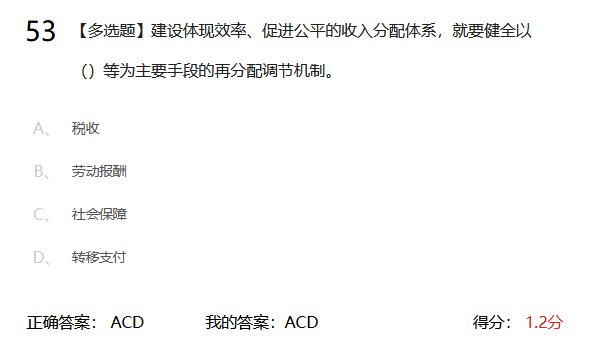 53 【多选题】建设体现效率、促进公平的收入分配体系，就要健全以
（）等为主要手段的再分配调节机制。
A、 税收
B、 劳动报酬
C、 社会保障
D、 转移支付
正确答案： ACD 我的答案：ACD 得分： 1.2分